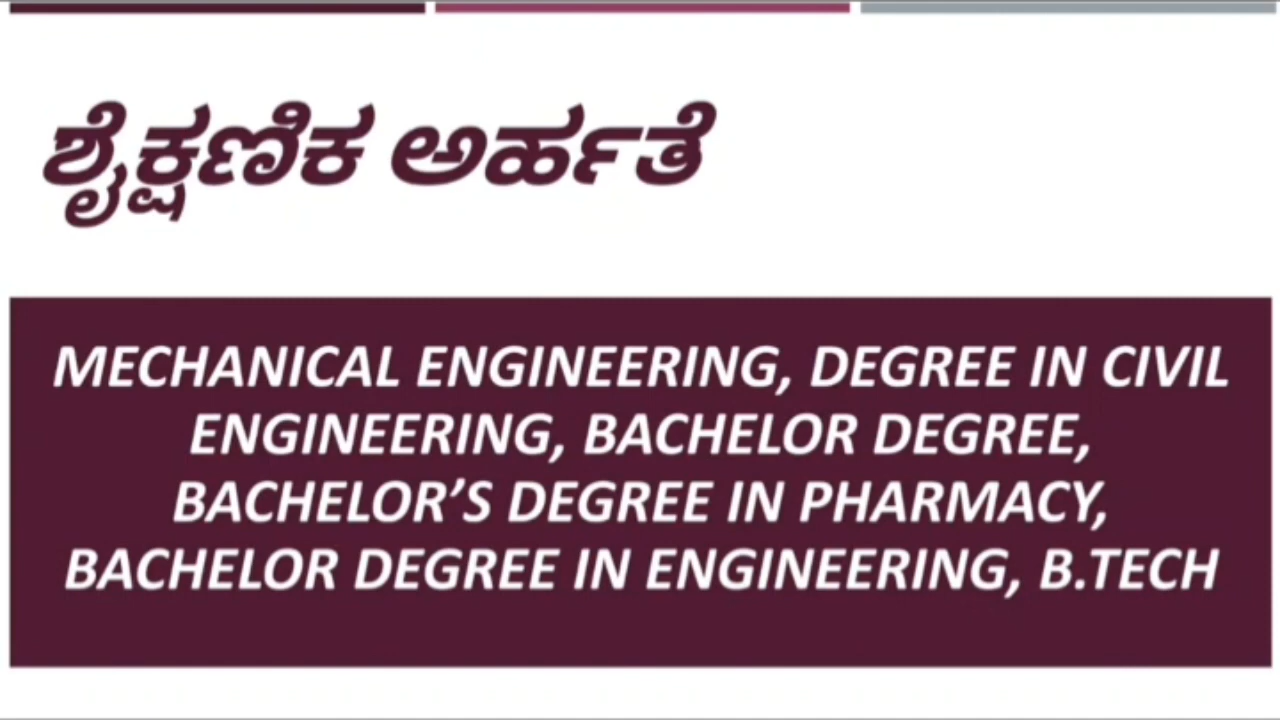 ಶೈಕ್ಷಣಿಕ ಅರ್ಹತೆ
MECHANICAL ENGINEERING, DEGREE IN CIVIL
ENGINEERING, BACHELOR DEGREE,
BACHELOR’S DEGREE IN PHARMACY,
BACHELOR DEGREE IN ENGINEERING, B.TECH